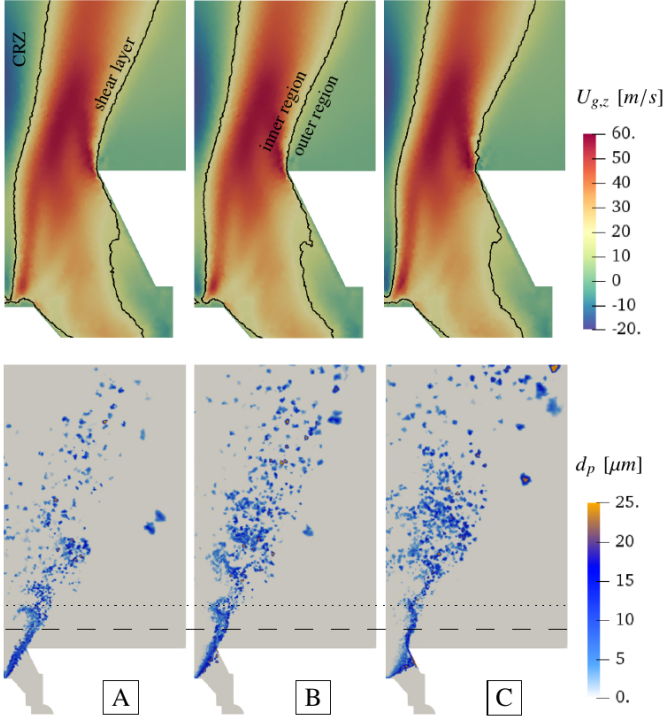 CRZ
shear layer
inner region
outer region
U_{g,z} [m/s]
60.
50
40
30
20
10
0
-10
-20.
d_p [μm]
25.
20
15
10
5
0.
A
B
C